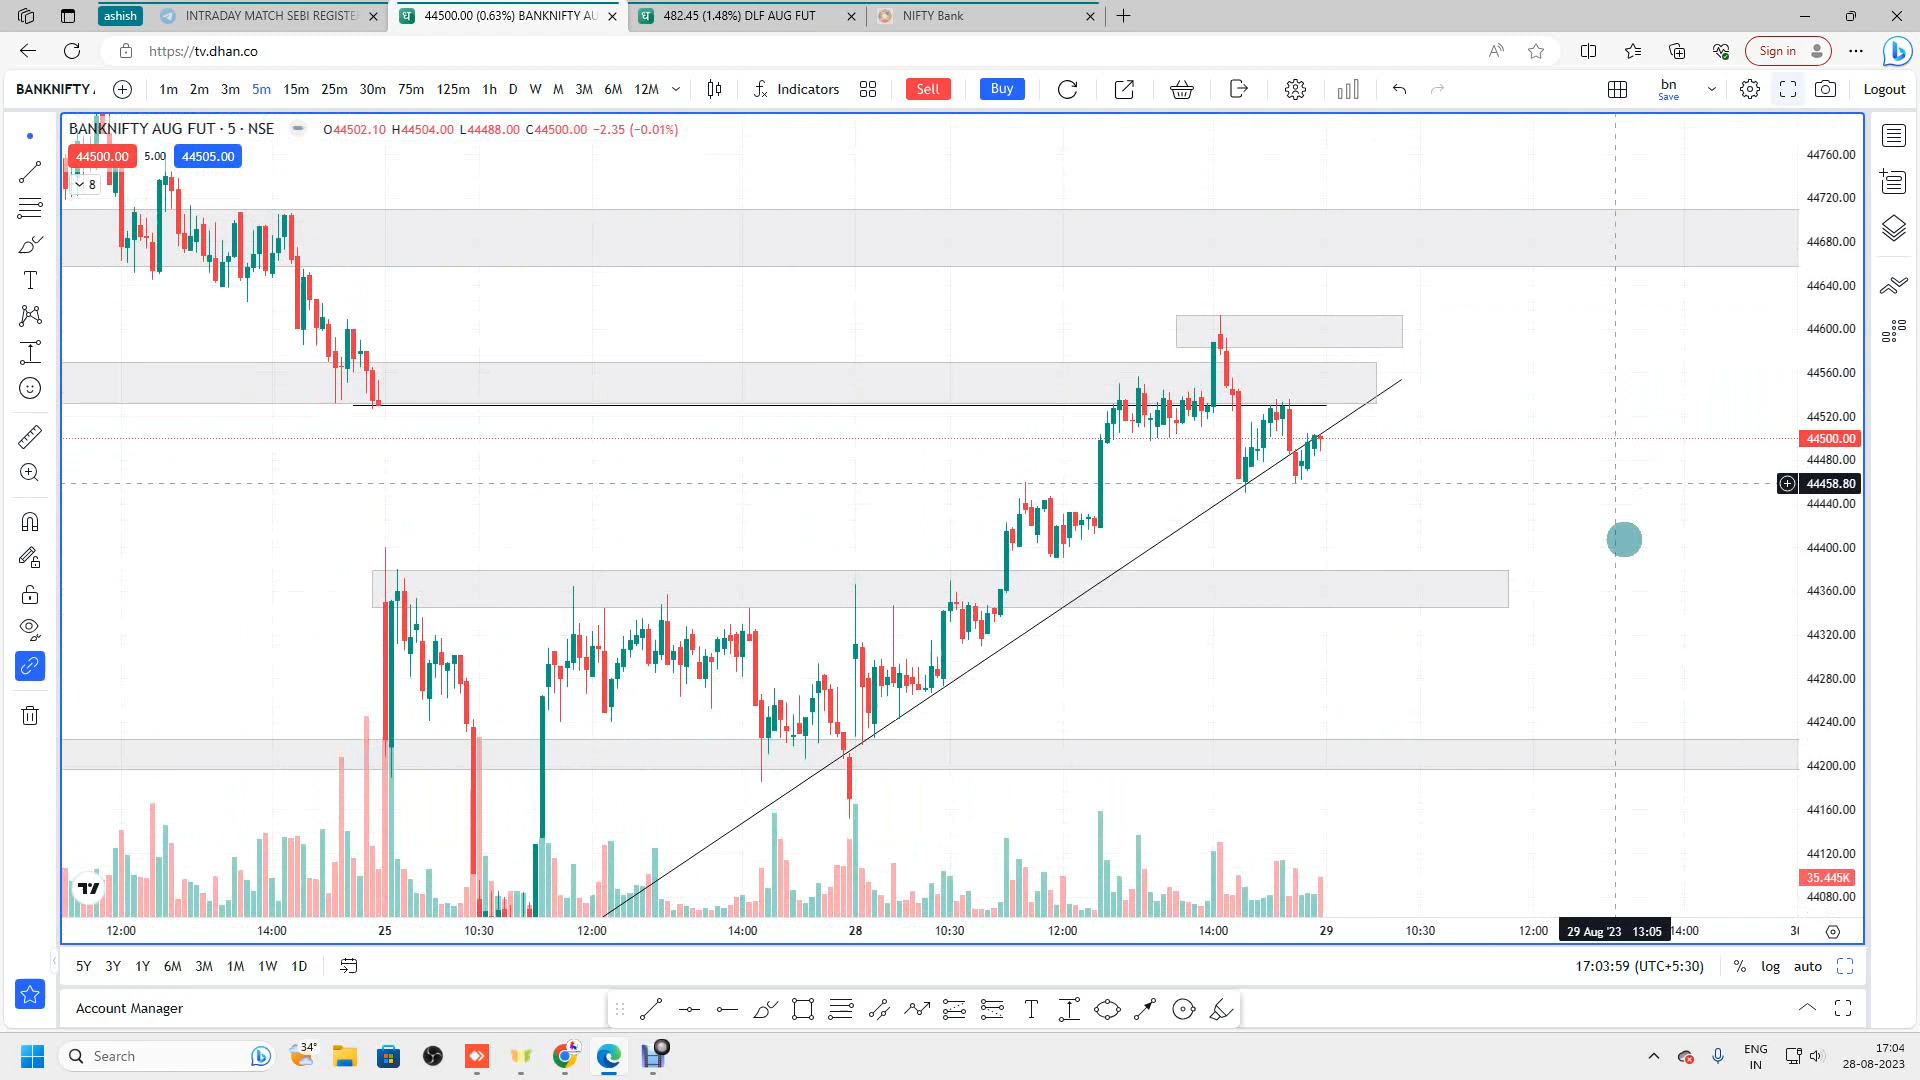 ashish
INTRADAY MATCH SEBI REGISTE
44500.00 (0.63%) BANKNIFTY AU
482.45 (1.48%) DLF AUG FUT
NIFTY Bank
https://tv.dhan.co
Sign in
BANKNIFTY
1m 2m 3m 5m 15m 25m 30m 75m 125m 1h D W M 3M 6M 12M
Indicators
Sell
Buy
bn
Save
Logout
BANKNIFTY AUG FUT · 5 · NSE
O44502.10 H44504.00 L44488.00 C44500.00 −2.35 (−0.01%)
44500.00
5.00
44505.00
8
44760.00
44720.00
44680.00
44640.00
44600.00
44560.00
44520.00
44500.00
44480.00
44458.80
44440.00
44400.00
44360.00
44320.00
44280.00
44240.00
44200.00
44160.00
44120.00
35.445K
44080.00
12:00 14:00 25 10:30 12:00 14:00 28 10:30 12:00 14:00 29 10:30 12:00 29 Aug '23 13:05 14:00
5Y 3Y 1Y 6M 3M 1M 1W 1D
17:03:59 (UTC+5:30)
% log auto
Account Manager
Search
34°
ENG
IN
17:04
28-08-2023